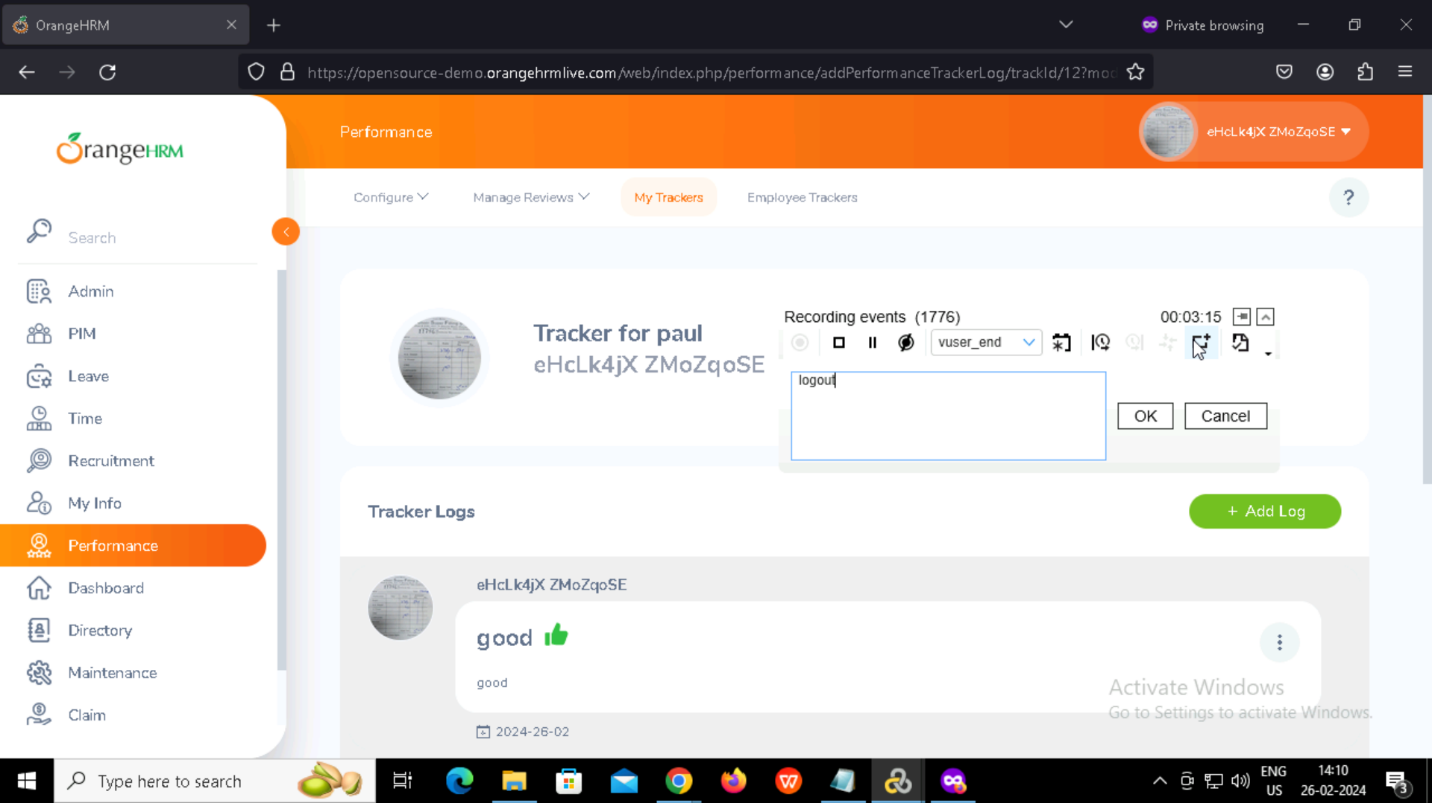 OrangeHRM
Private browsing
https://opensource-demo.orangehrmlive.com/web/index.php/performance/addPerformanceTrackerLog/trackId/12?mod
OrangeHRM
Performance
eHcLk4jX ZMoZqoSE
Configure
Manage Reviews
My Trackers
Employee Trackers
?
Search
Admin
PIM
Leave
Time
Recruitment
My Info
Performance
Dashboard
Directory
Maintenance
Claim
Tracker for paul
eHcLk4jX ZMoZqoSE
Recording events (1776)
00:03:15
vuser_end
logout
OK
Cancel
Tracker Logs
+ Add Log
eHcLk4jX ZMoZqoSE
good
good
2024-26-02
Activate Windows
Go to Settings to activate Windows.
Type here to search
ENG
US
14:10
26-02-2024
3